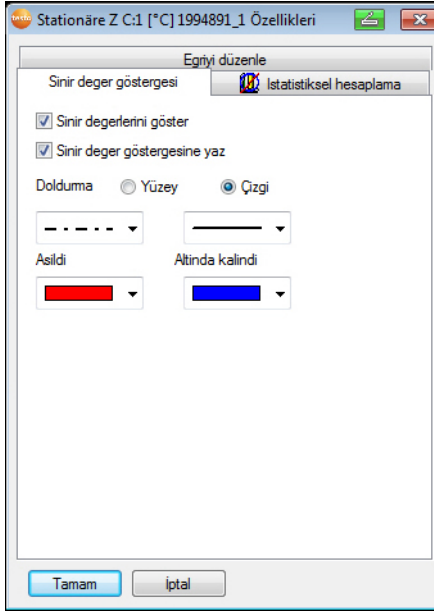 testo Stationäre Z C:1 [°C] 1994891_1 Özellikleri
Egriyi düzenle
Sinir deger göstergesi Istatistiksel hesaplama
Sinir degerlerini göster
Sinir deger göstergesine yaz
Doldurma Yüzey Çizgi
Asildi Altinda kalindi
Tamam İptal